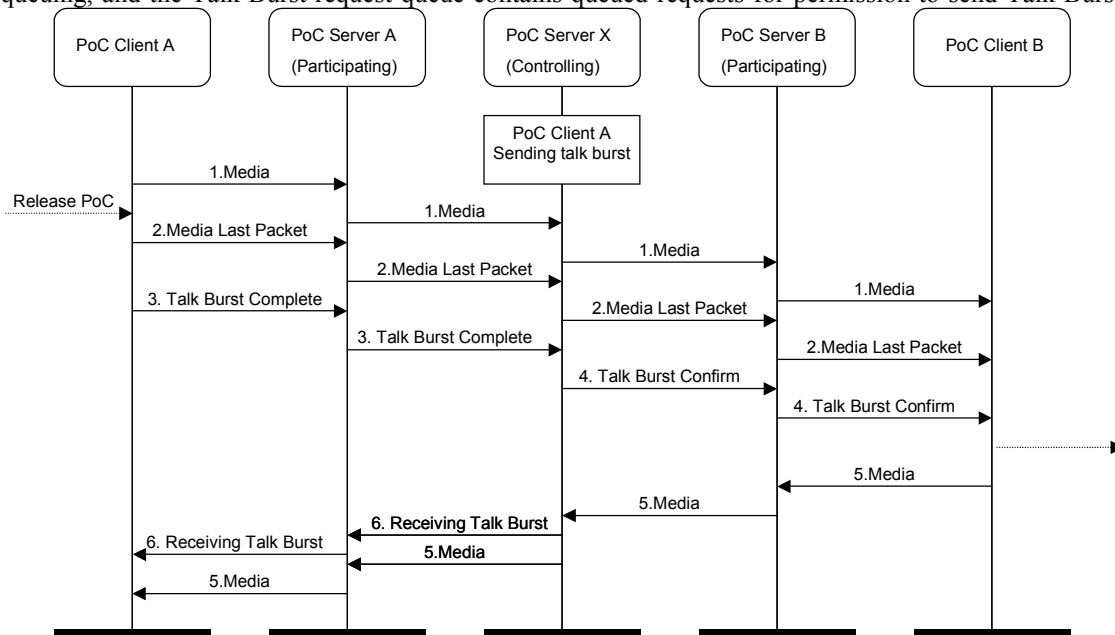 queuing, and the Talk Burst request queue contains queued requests for permission to send Talk Burst
PoC Client A
PoC Server A
(Participating)
PoC Server X
(Controlling)
PoC Server B
(Participating)
PoC Client B
PoC Client A
Sending talk burst
1.Media
Release PoC
1.Media
2.Media Last Packet
1.Media
2.Media Last Packet
1.Media
3. Talk Burst Complete
2.Media Last Packet
3. Talk Burst Complete
2.Media Last Packet
4. Talk Burst Confirm
4. Talk Burst Confirm
5.Media
5.Media
6. Receiving Talk Burst
6. Receiving Talk Burst
5.Media
5.Media